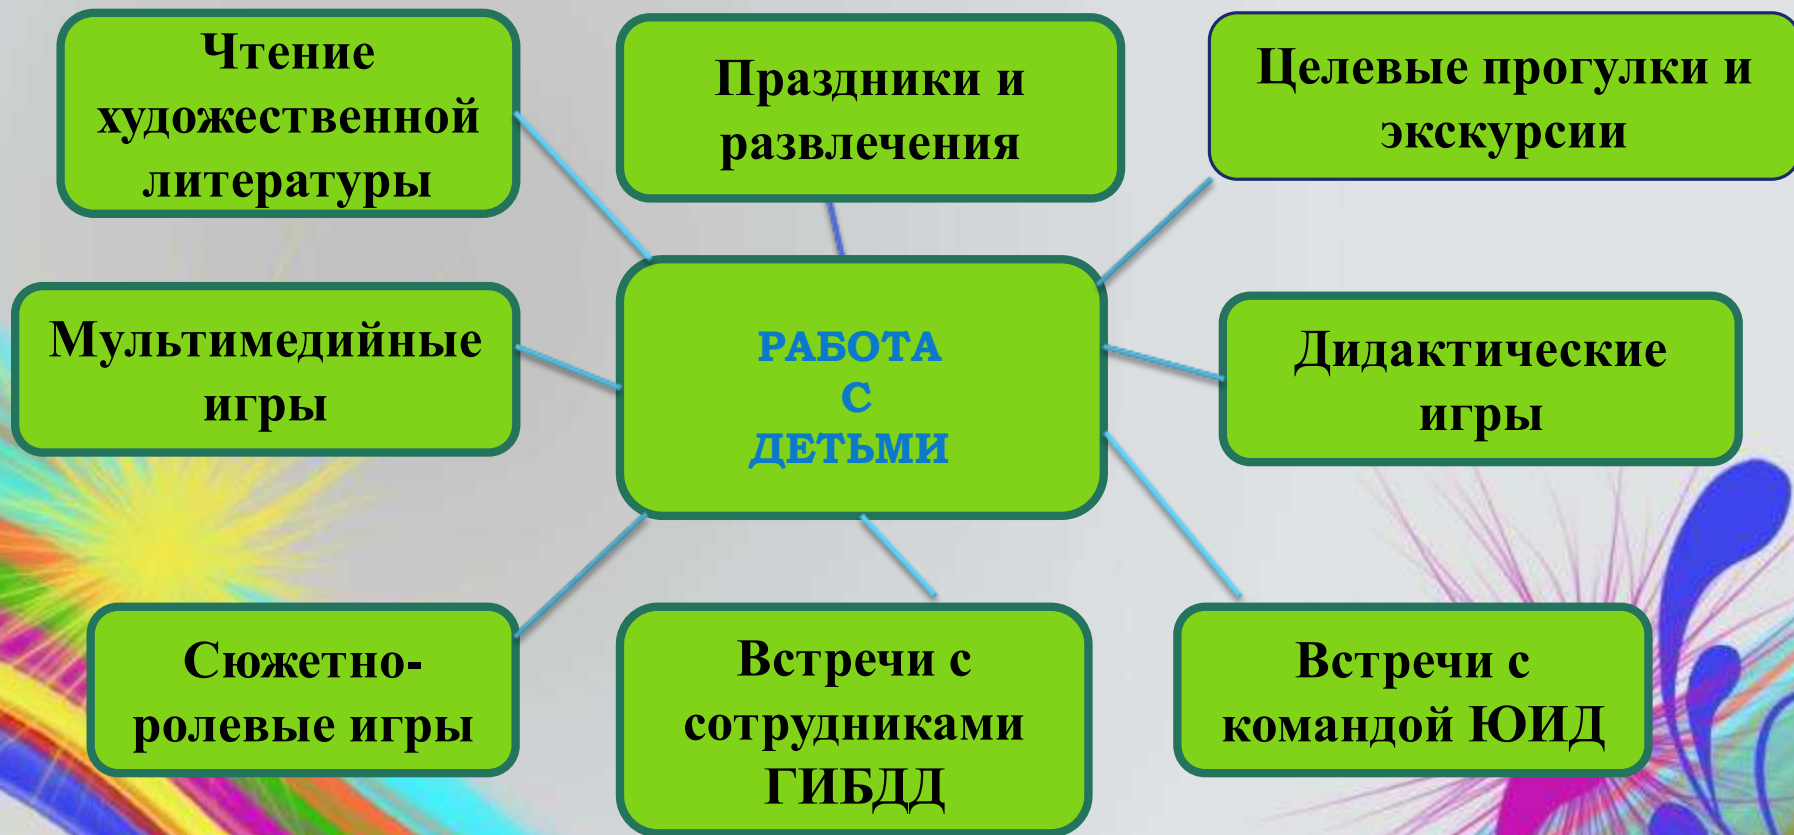 Чтение
художественной
литературы
Праздники и
развлечения
Целевые прогулки и
экскурсии
Мультимедийные
игры
РАБОТА
С
ДЕТЬМИ
Дидактические
игры
Сюжетно-
ролевые игры
Встречи с
сотрудниками
ГИБДД
Встречи с
командой ЮИД